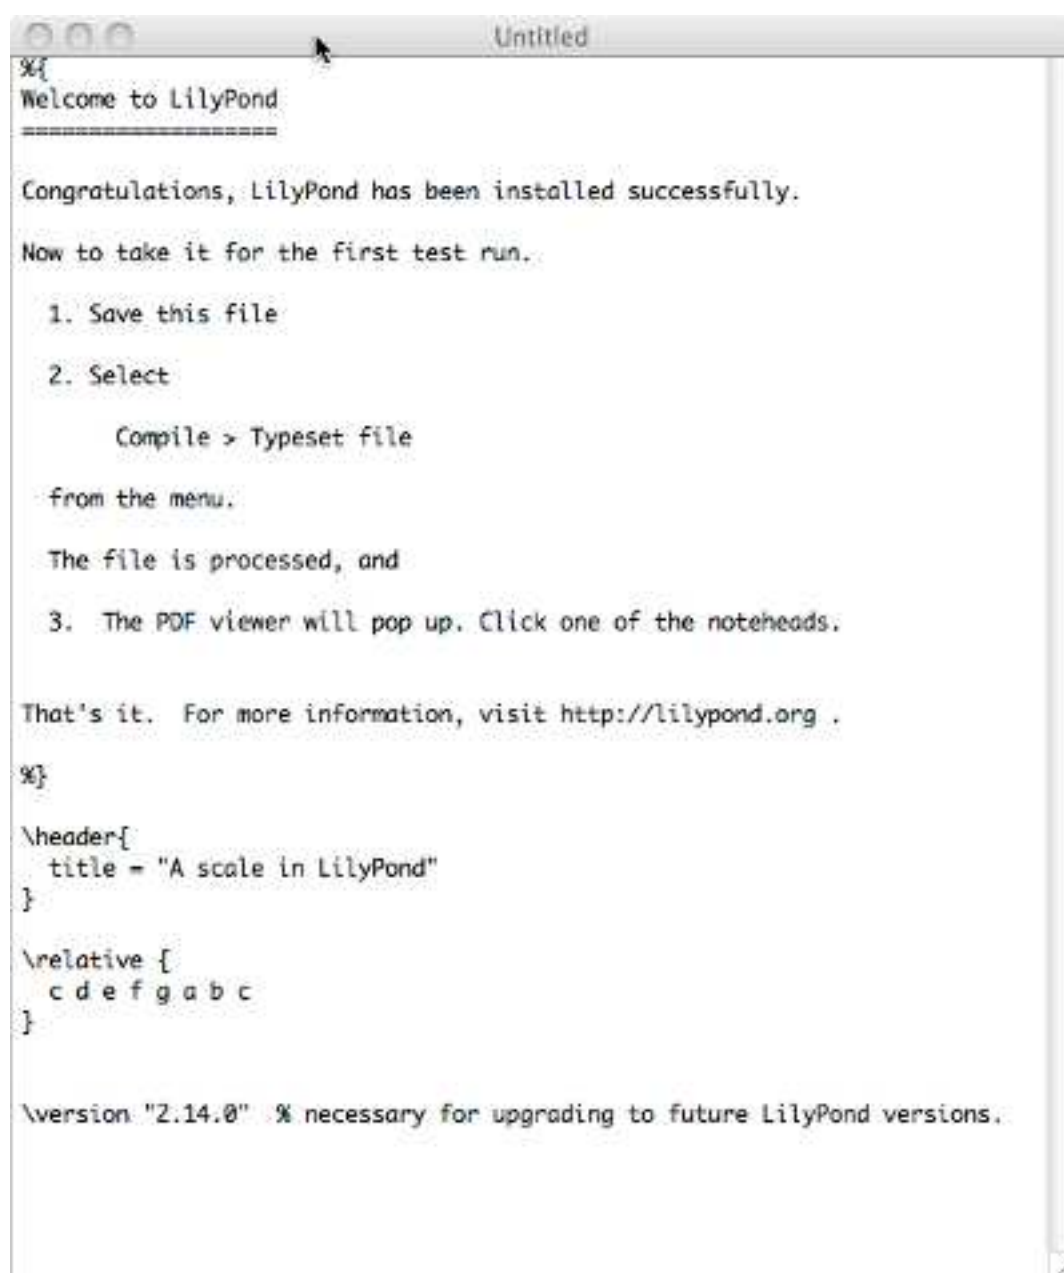 Untitled
%{
Welcome to LilyPond
===================
Congratulations, LilyPond has been installed successfully.
Now to take it for the first test run.
1. Save this file
2. Select
Compile > Typeset file
from the menu.
The file is processed, and
3.  The PDF viewer will pop up. Click one of the noteheads.
That's it.  For more information, visit http://lilypond.org .
%}
\header{
title = "A scale in LilyPond"
}
\relative {
c d e f g a b c
}
\version "2.14.0"  % necessary for upgrading to future LilyPond versions.